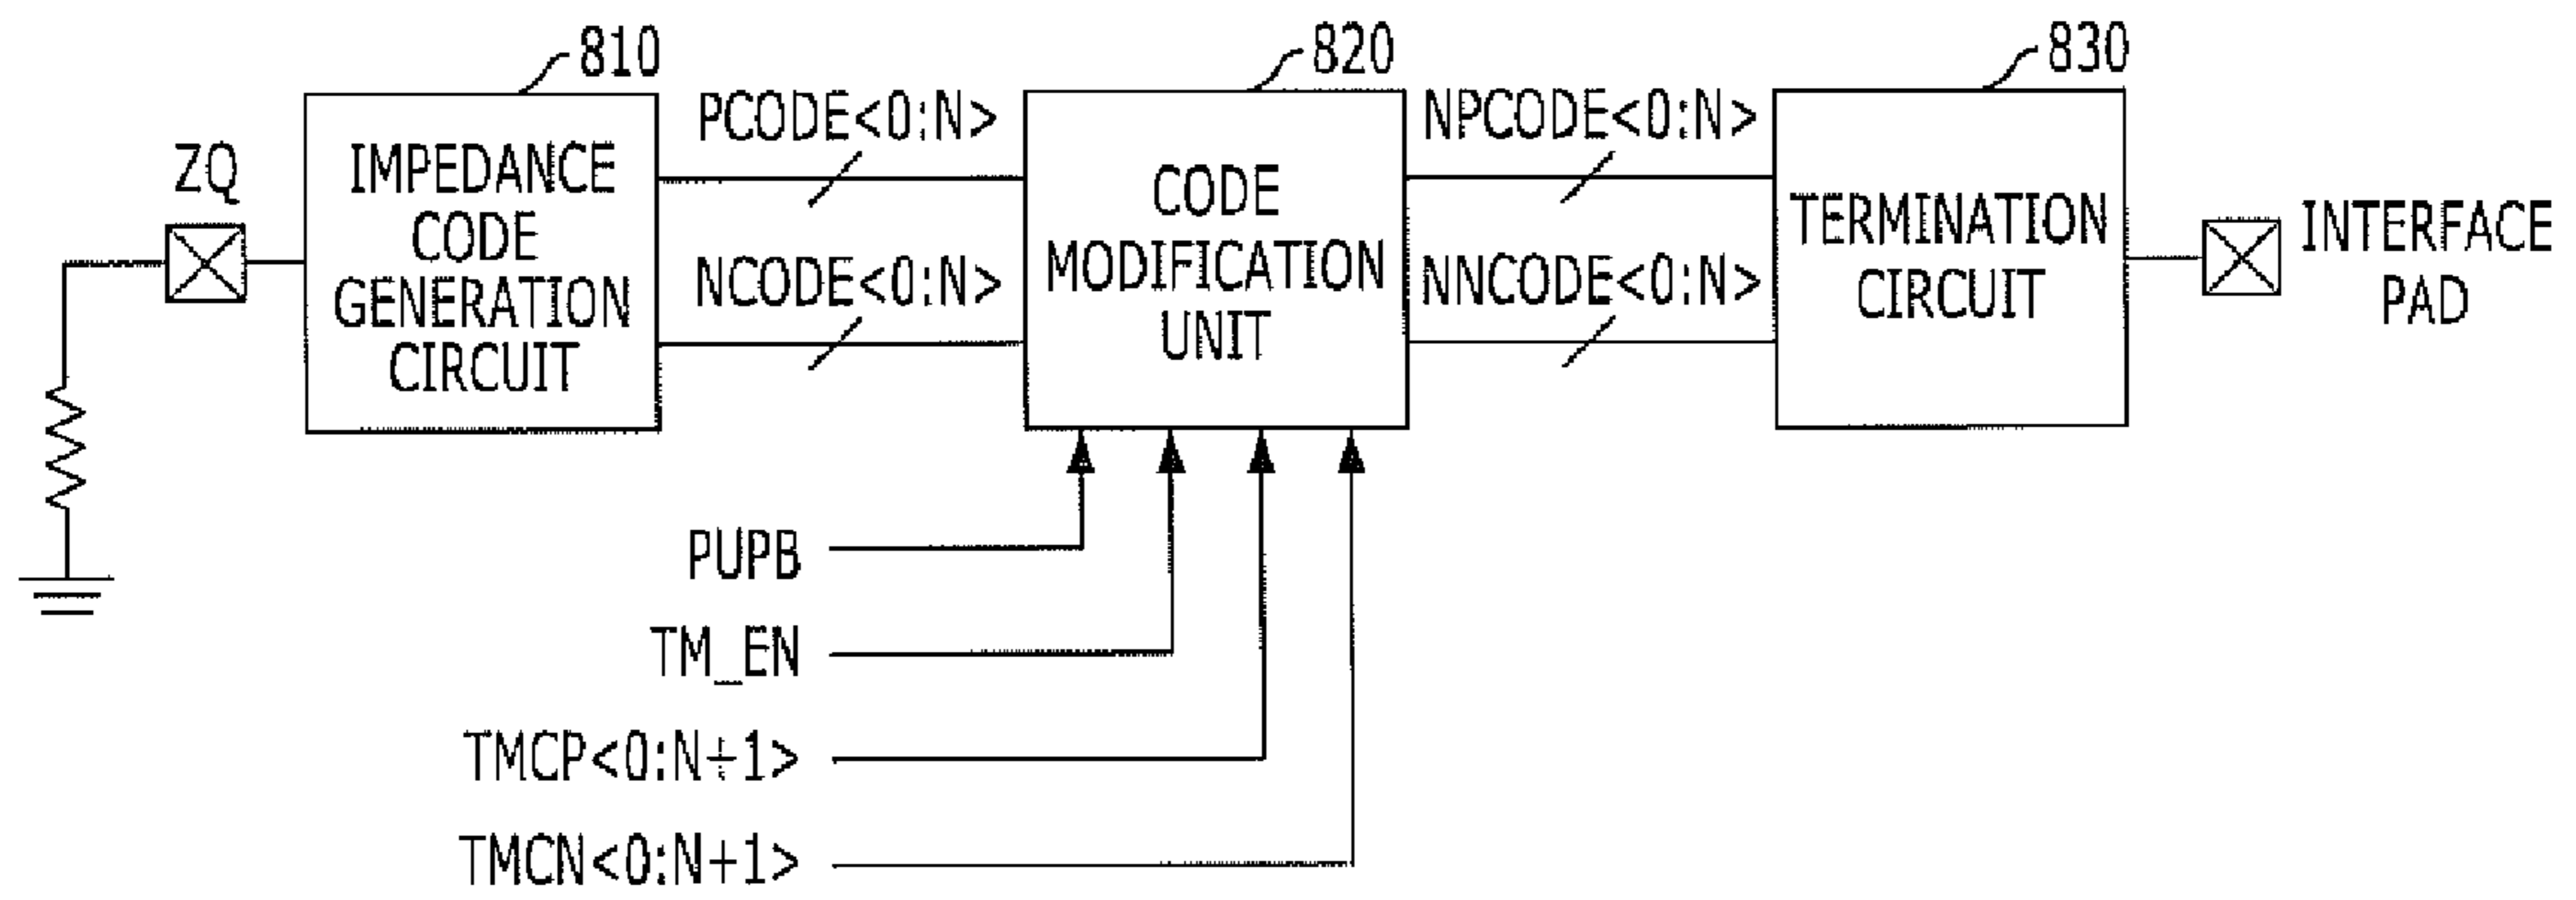 810
820
830
ZQ
IMPEDANCE
CODE
GENERATION
CIRCUIT
PCODE<0:N>
NCODE<0:N>
CODE
MODIFICATION
UNIT
NPCODE<0:N>
NNCODE<0:N>
TERMINATION
CIRCUIT
INTERFACE
PAD
PUPB
TM_EN
TMCP<0:N+1>
TMCN<0:N+1>